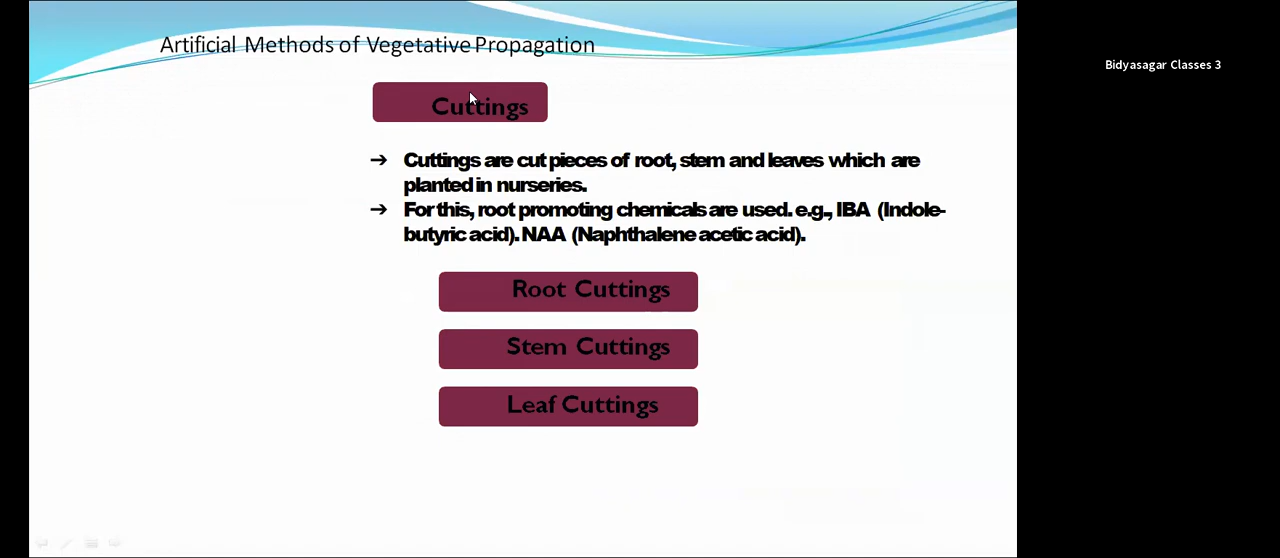 Artificial Methods of Vegetative Propagation
Bidyasagar Classes 3
Cuttings
➔ Cuttings are cut pieces of root, stem and leaves which are
planted in nurseries.
➔ For this, root promoting chemicals are used. e.g., IBA (Indole-
butyric acid). NAA (Naphthalene acetic acid).
Root Cuttings
Stem Cuttings
Leaf Cuttings